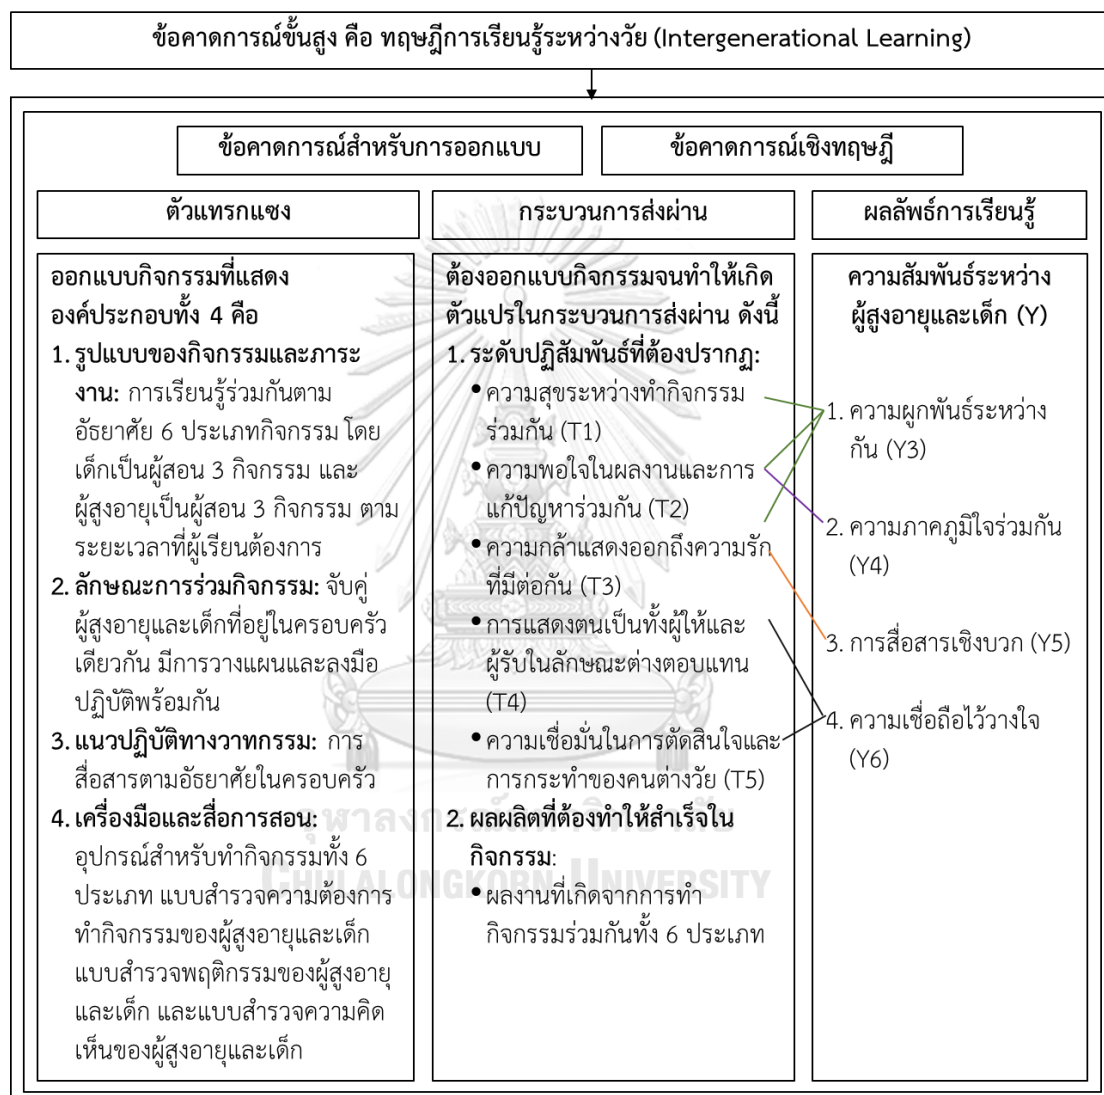 ข้อคาดการณ์ขั้นสูง คือ ทฤษฎีการเรียนรู้ระหว่างวัย (Intergenerational Learning)
ข้อคาดการณ์สำหรับการออกแบบ
ข้อคาดการณ์เชิงทฤษฎี
ตัวแทรกแซง
กระบวนการส่งผ่าน
ผลลัพธ์การเรียนรู้
ออกแบบกิจกรรมที่แสดง
องค์ประกอบทั้ง 4 คือ
1. รูปแบบของกิจกรรมและภาระ
งาน: การเรียนรู้ร่วมกันตาม
อัธยาศัย 6 ประเภทกิจกรรม โดย
เด็กเป็นผู้สอน 3 กิจกรรม และ
ผู้สูงอายุเป็นผู้สอน 3 กิจกรรม ตาม
ระยะเวลาที่ผู้เรียนต้องการ
2. ลักษณะการร่วมกิจกรรม: จับคู่
ผู้สูงอายุและเด็กที่อยู่ในครอบครัว
เดียวกัน มีการวางแผนและลงมือ
ปฏิบัติพร้อมกัน
3. แนวปฏิบัติทางวาทกรรม: การ
สื่อสารตามอัธยาศัยในครอบครัว
4. เครื่องมือและสื่อการสอน:
อุปกรณ์สำหรับทำกิจกรรมทั้ง 6
ประเภท แบบสำรวจความต้องการ
ทำกิจกรรมของผู้สูงอายุและเด็ก
แบบสำรวจพฤติกรรมของผู้สูงอายุ
และเด็ก และแบบสำรวจความคิด
เห็นของผู้สูงอายุและเด็ก
ต้องออกแบบกิจกรรมจนทำให้เกิด
ตัวแปรในกระบวนการส่งผ่าน ดังนี้
1. ระดับปฏิสัมพันธ์ที่ต้องปรากฏ:
• ความสุขระหว่างทำกิจกรรม
ร่วมกัน (T1)
• ความพอใจในผลงานและการ
แก้ปัญหาร่วมกัน (T2)
• ความกล้าแสดงออกถึงความรัก
ที่มีต่อกัน (T3)
• การแสดงตนเป็นทั้งผู้ให้และ
ผู้รับในลักษณะต่างตอบแทน
(T4)
• ความเชื่อมั่นในการตัดสินใจและ
การกระทำของคนต่างวัย (T5)
2. ผลผลิตที่ต้องทำให้สำเร็จใน
กิจกรรม:
• ผลงานที่เกิดจากการทำ
กิจกรรมร่วมกันทั้ง 6 ประเภท
ความสัมพันธ์ระหว่าง
ผู้สูงอายุและเด็ก (Y)
1. ความผูกพันธ์ระหว่าง
กัน (Y3)
2. ความภาคภูมิใจร่วมกัน
(Y4)
3. การสื่อสารเชิงบวก (Y5)
4. ความเชื่อถือไว้วางใจ
(Y6)
จุฬาลงกรณ์มหาวิทยาลัย
CHULALONGKORN UNIVERSITY